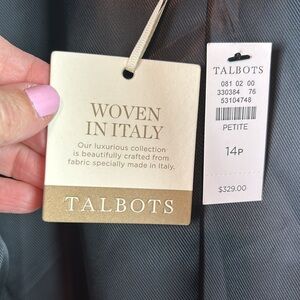 WOVEN
IN ITALY
Our luxurious collection
is beautifully crafted from
fabric specially made in Italy.
TALBOTS
TALBOTS
081 02 00
330384 76
53104748
PETITE
14P
$329.00